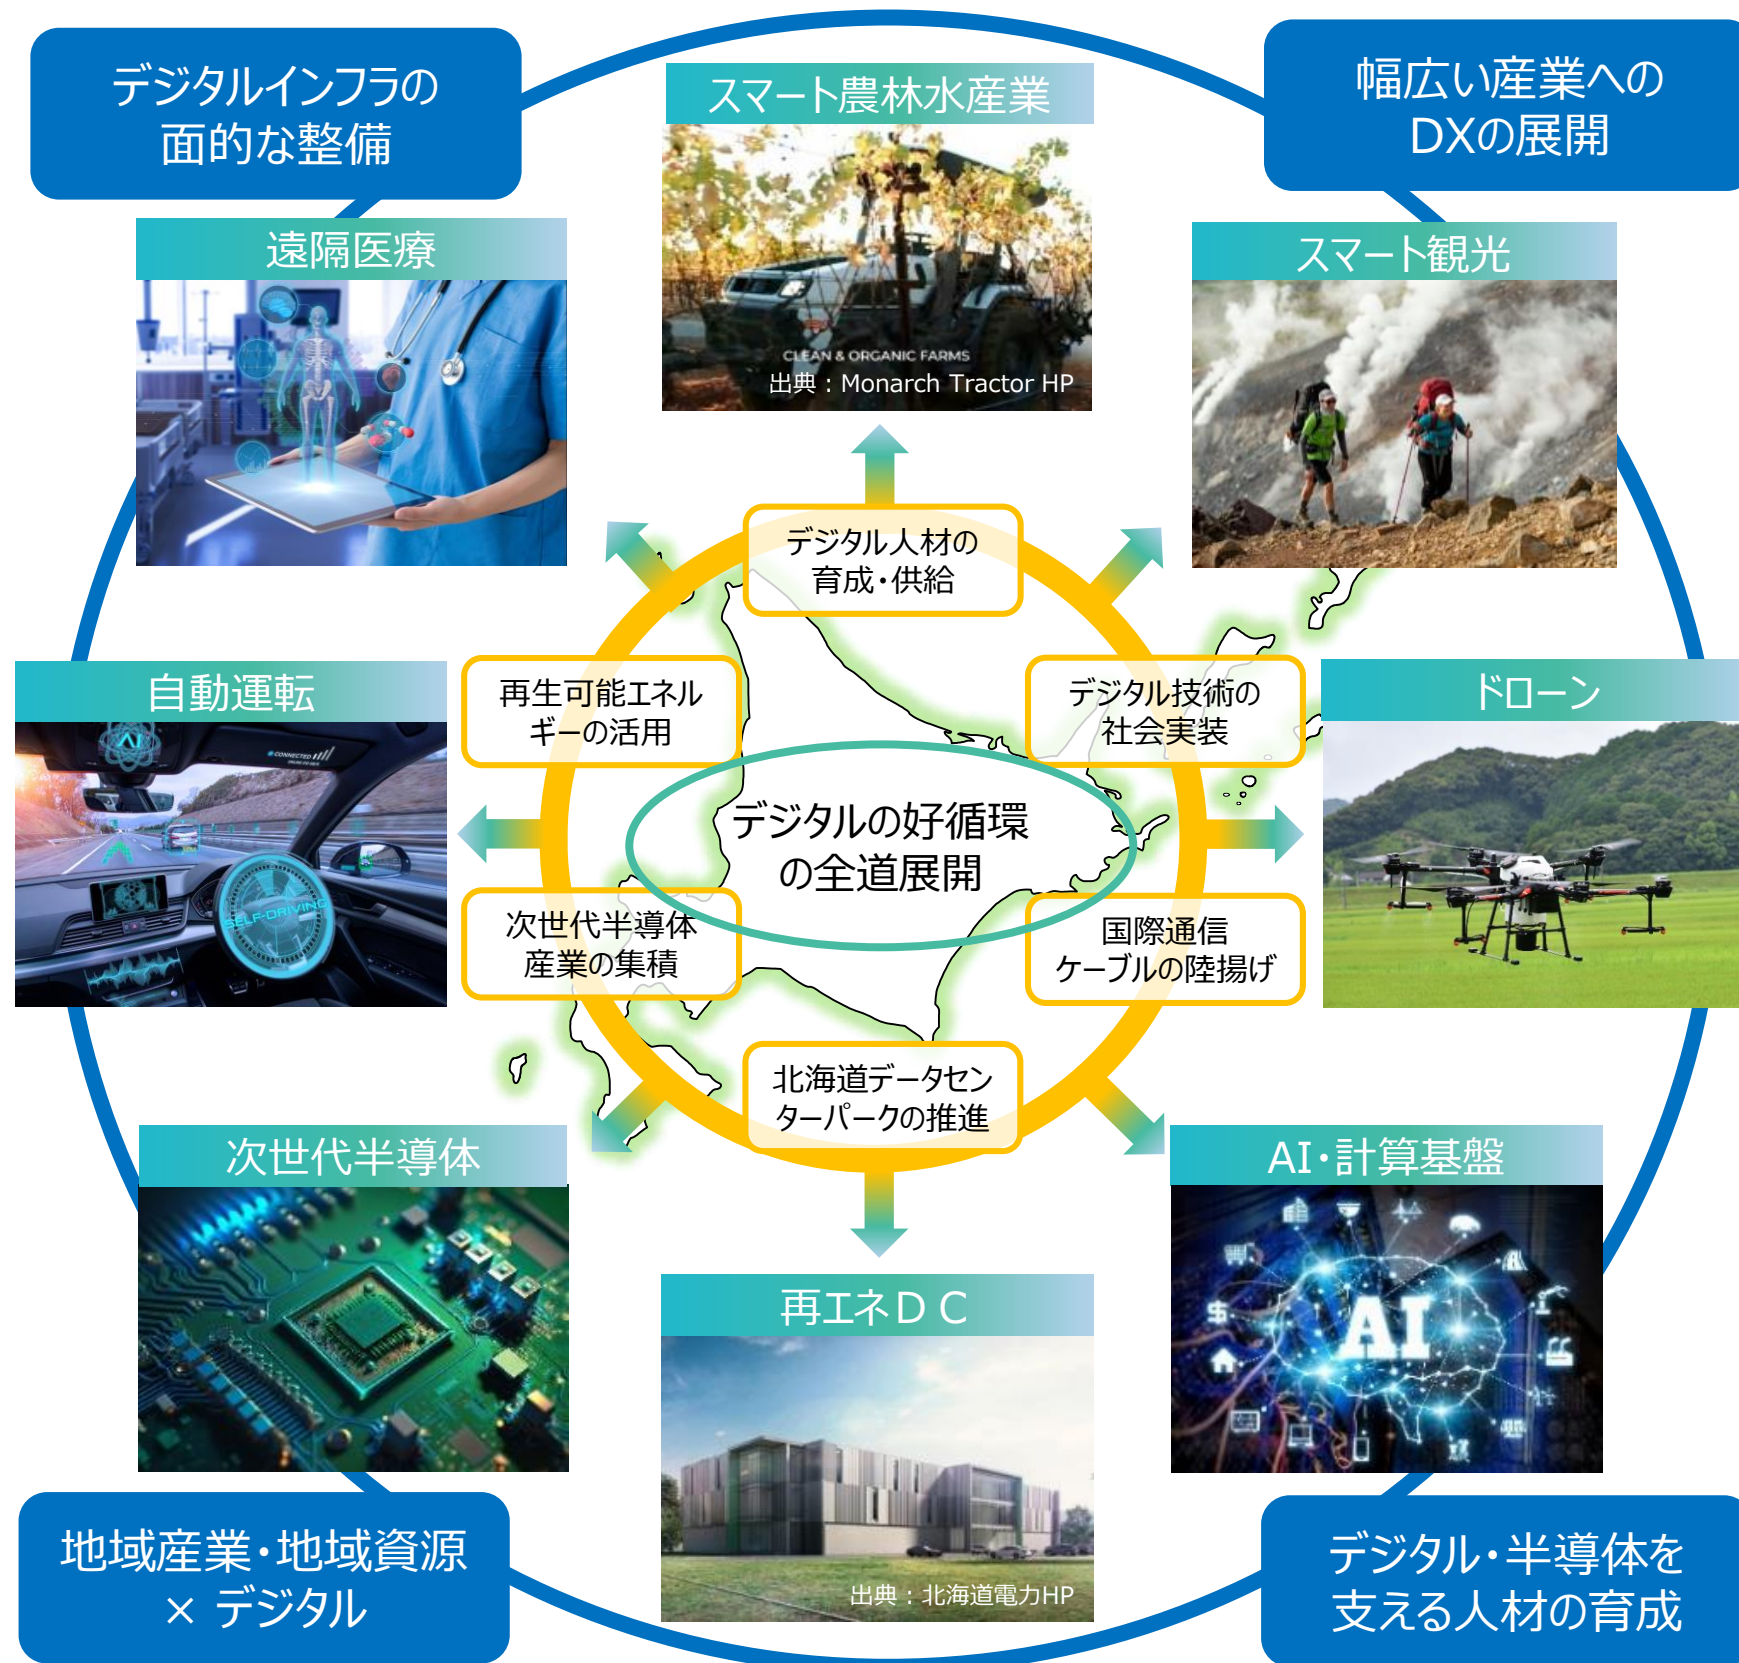 デジタルインフラの
面的な整備
幅広い産業への
DXの展開
スマート農林水産業
CLEAN & ORGANIC FARMS
出典：Monarch Tractor HP
遠隔医療
スマート観光
デジタル人材の
育成・供給
自動運転
AI
CONNECTED
SELF-DRIVING
再生可能エネル
ギーの活用
デジタル技術の
社会実装
ドローン
デジタルの好循環
の全道展開
次世代半導体
産業の集積
国際通信
ケーブルの陸揚げ
北海道データセン
ターパークの推進
次世代半導体
AI・計算基盤
AI
再エネＤＣ
出典：北海道電力HP
地域産業・地域資源
× デジタル
デジタル・半導体を
支える人材の育成